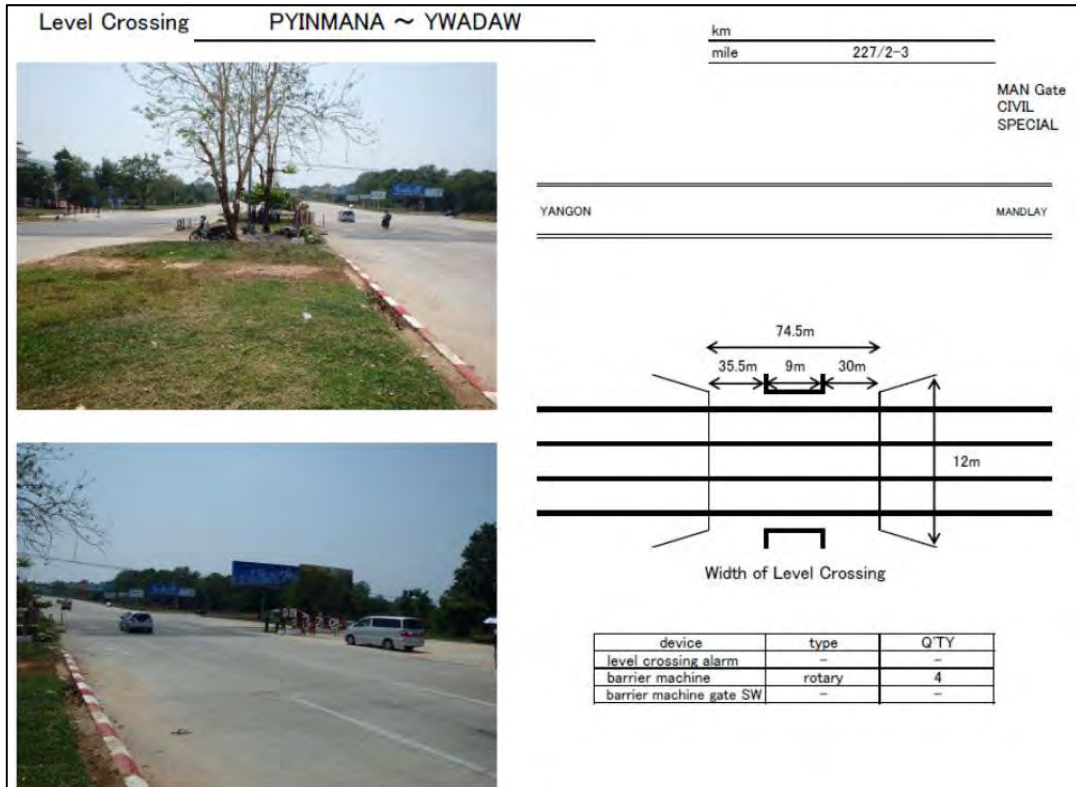 Level Crossing PYINMANA ~ YWADAW
km
mile 227/2-3
MAN Gate
CIVIL
SPECIAL
YANGON MANDLAY
74.5m
35.5m 9m 30m
12m
Width of Level Crossing
device type Q'TY
level crossing alarm - -
barrier machine rotary 4
barrier machine gate SW - -